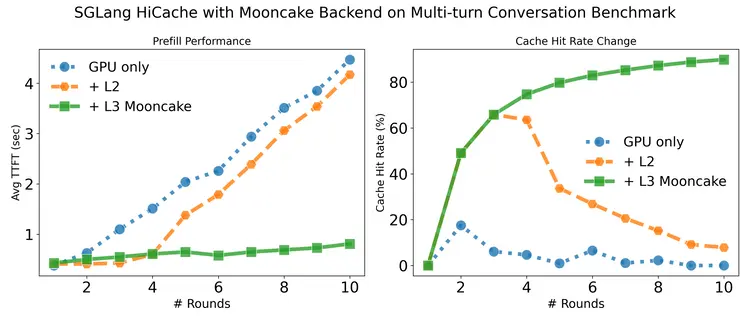 SGLang HiCache with Mooncake Backend on Multi-turn Conversation Benchmark
Prefill Performance
Avg TTFT (sec)
4
3
2
1
GPU only
+ L2
+ L3 Mooncake
2 4 6 8 10
# Rounds
Cache Hit Rate Change
Cache Hit Rate (%)
80
60
40
20
0
GPU only
+ L2
+ L3 Mooncake
2 4 6 8 10
# Rounds